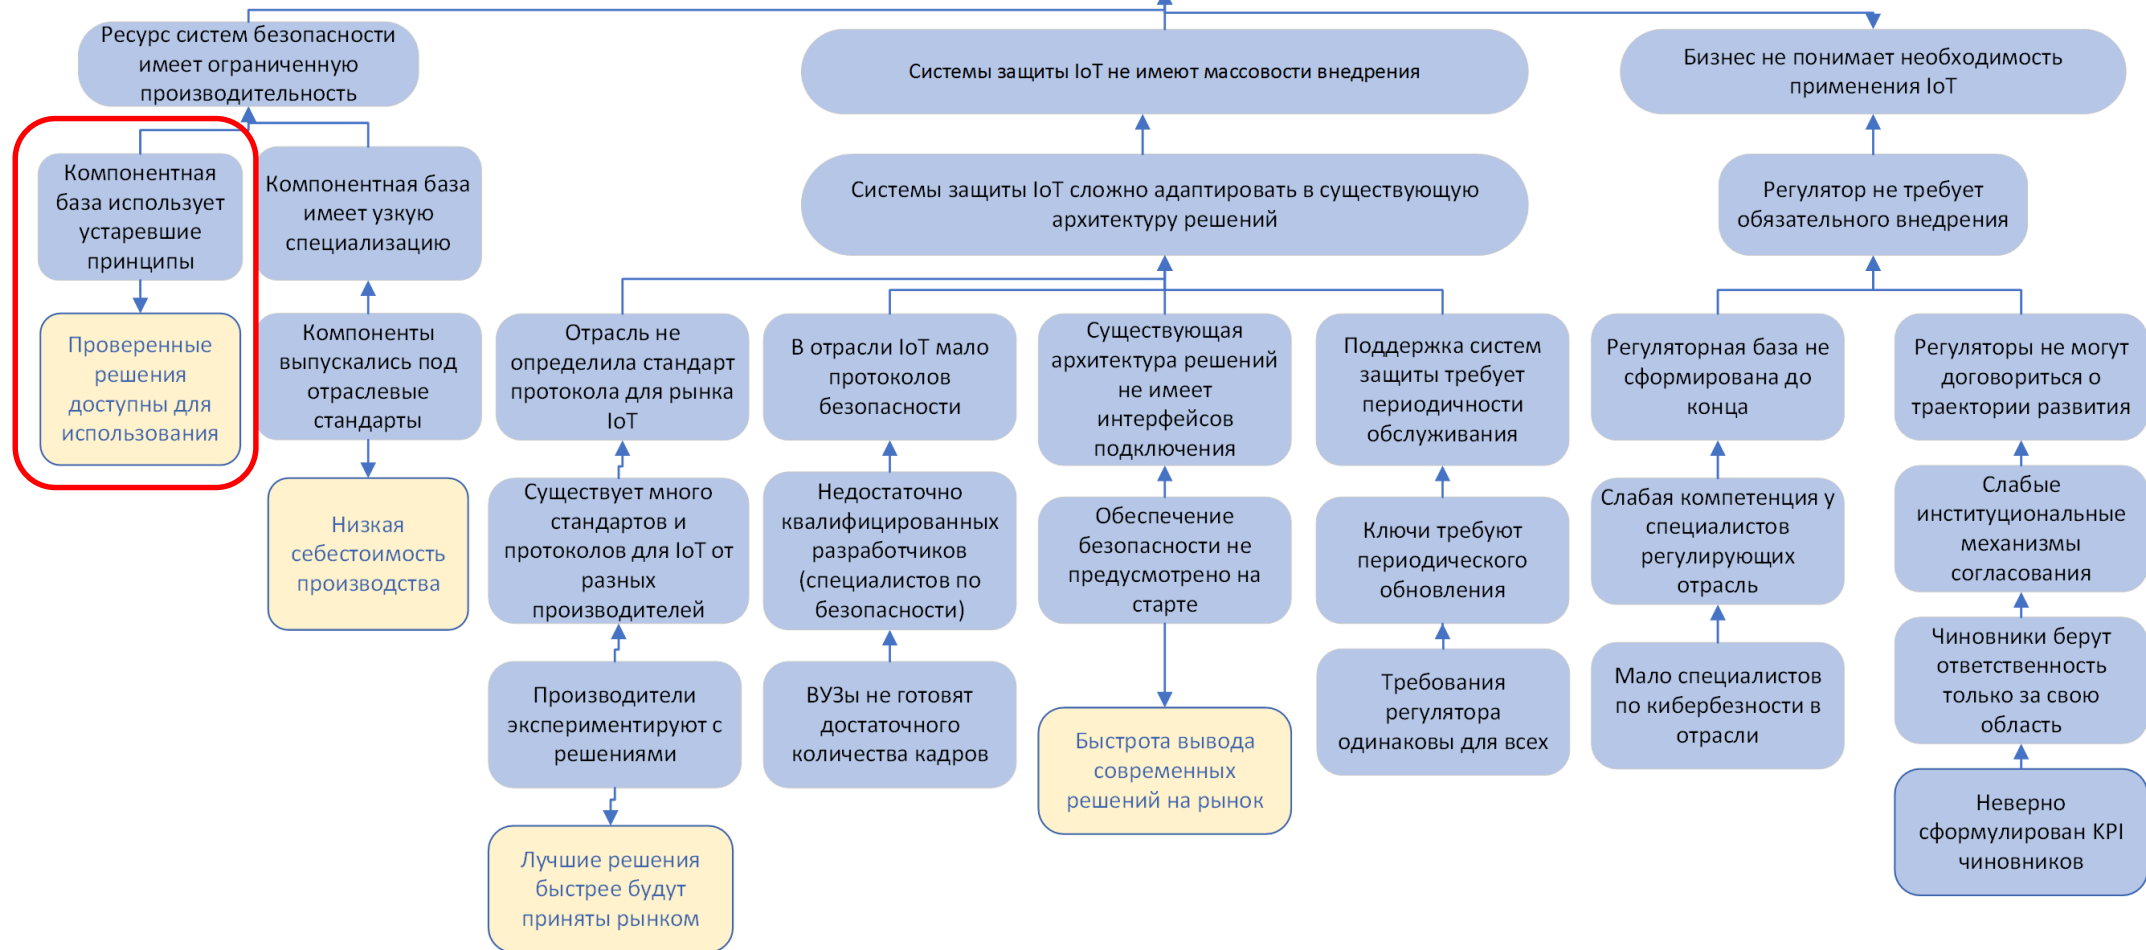 Ресурс систем безопасности
имеет ограниченную
производительность
Системы защиты IoT не имеют массовости внедрения
Бизнес не понимает необходимость
применения IoT
Компонентная
база использует
устаревшие
принципы
Компонентная база
имеет узкую
специализацию
Системы защиты IoT сложно адаптировать в существующую
архитектуру решений
Регулятор не требует
обязательного внедрения
Проверенные
решения
доступны для
использования
Компоненты
выпускались под
отраслевые
стандарты
Отрасль не
определила стандарт
протокола для рынка
IoT
В отрасли IoT мало
протоколов
безопасности
Существующая
архитектура решений
не имеет
интерфейсов
подключения
Поддержка систем
защиты требует
периодичности
обслуживания
Регуляторная база не
сформирована до
конца
Регуляторы не могут
договориться о
траектории развития
Низкая
себестоимость
производства
Существует много
стандартов и
протоколов для IoT от
разных
производителей
Недостаточно
квалифицированных
разработчиков
(специалистов по
безопасности)
Обеспечение
безопасности не
предусмотрено на
старте
Ключи требуют
периодического
обновления
Слабая компетенция у
специалистов
регулирующих
отрасль
Слабые
институциональные
механизмы
согласования
Производители
экспериментируют с
решениями
ВУЗы не готовят
достаточного
количества кадров
Быстрота вывода
современных
решений на рынок
Требования
регулятора
одинаковы для всех
Мало специалистов
по кибербезности в
отрасли
Чиновники берут
ответственность
только за свою
область
Лучшие решения
быстрее будут
приняты рынком
Неверно
сформулирован KPI
чиновников